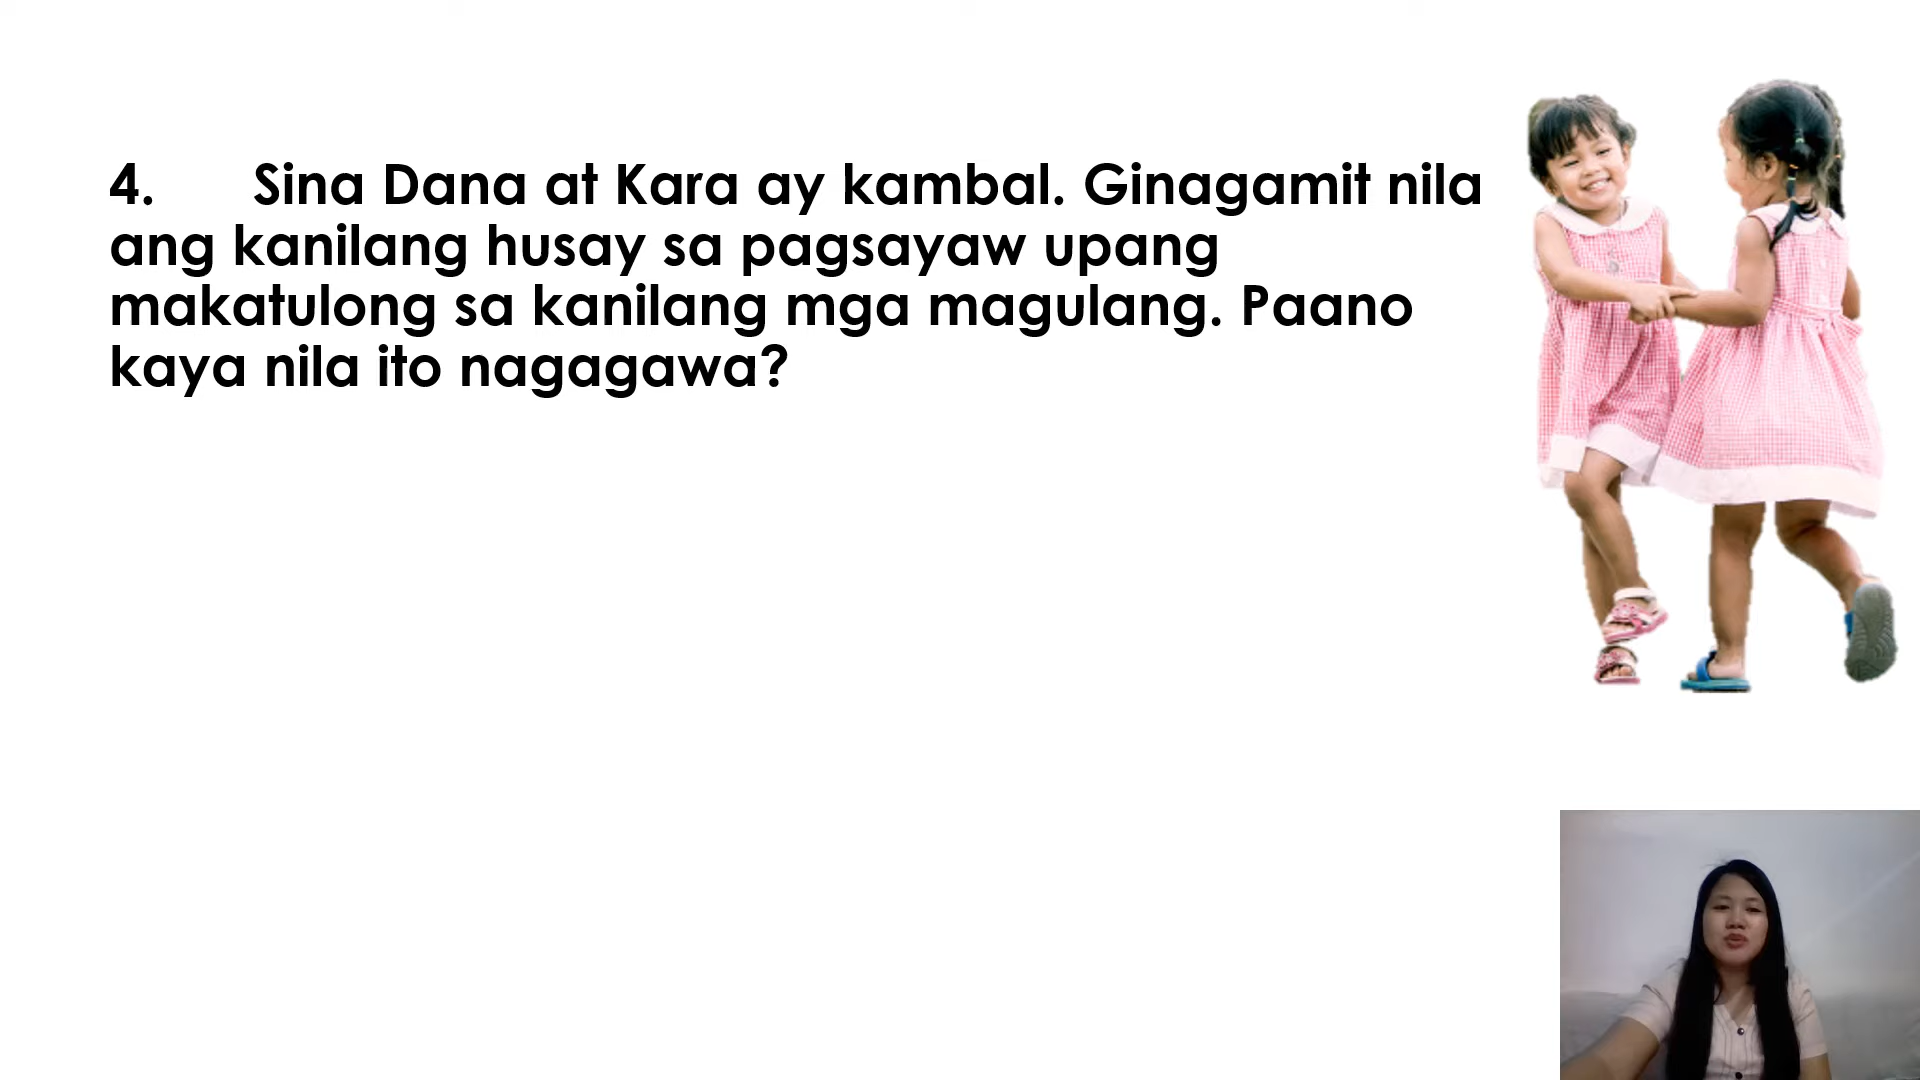 4. Sina Dana at Kara ay kambal. Ginagamit nila
ang kanilang husay sa pagsayaw upang
makatulong sa kanilang mga magulang. Paano
kaya nila ito nagagawa?